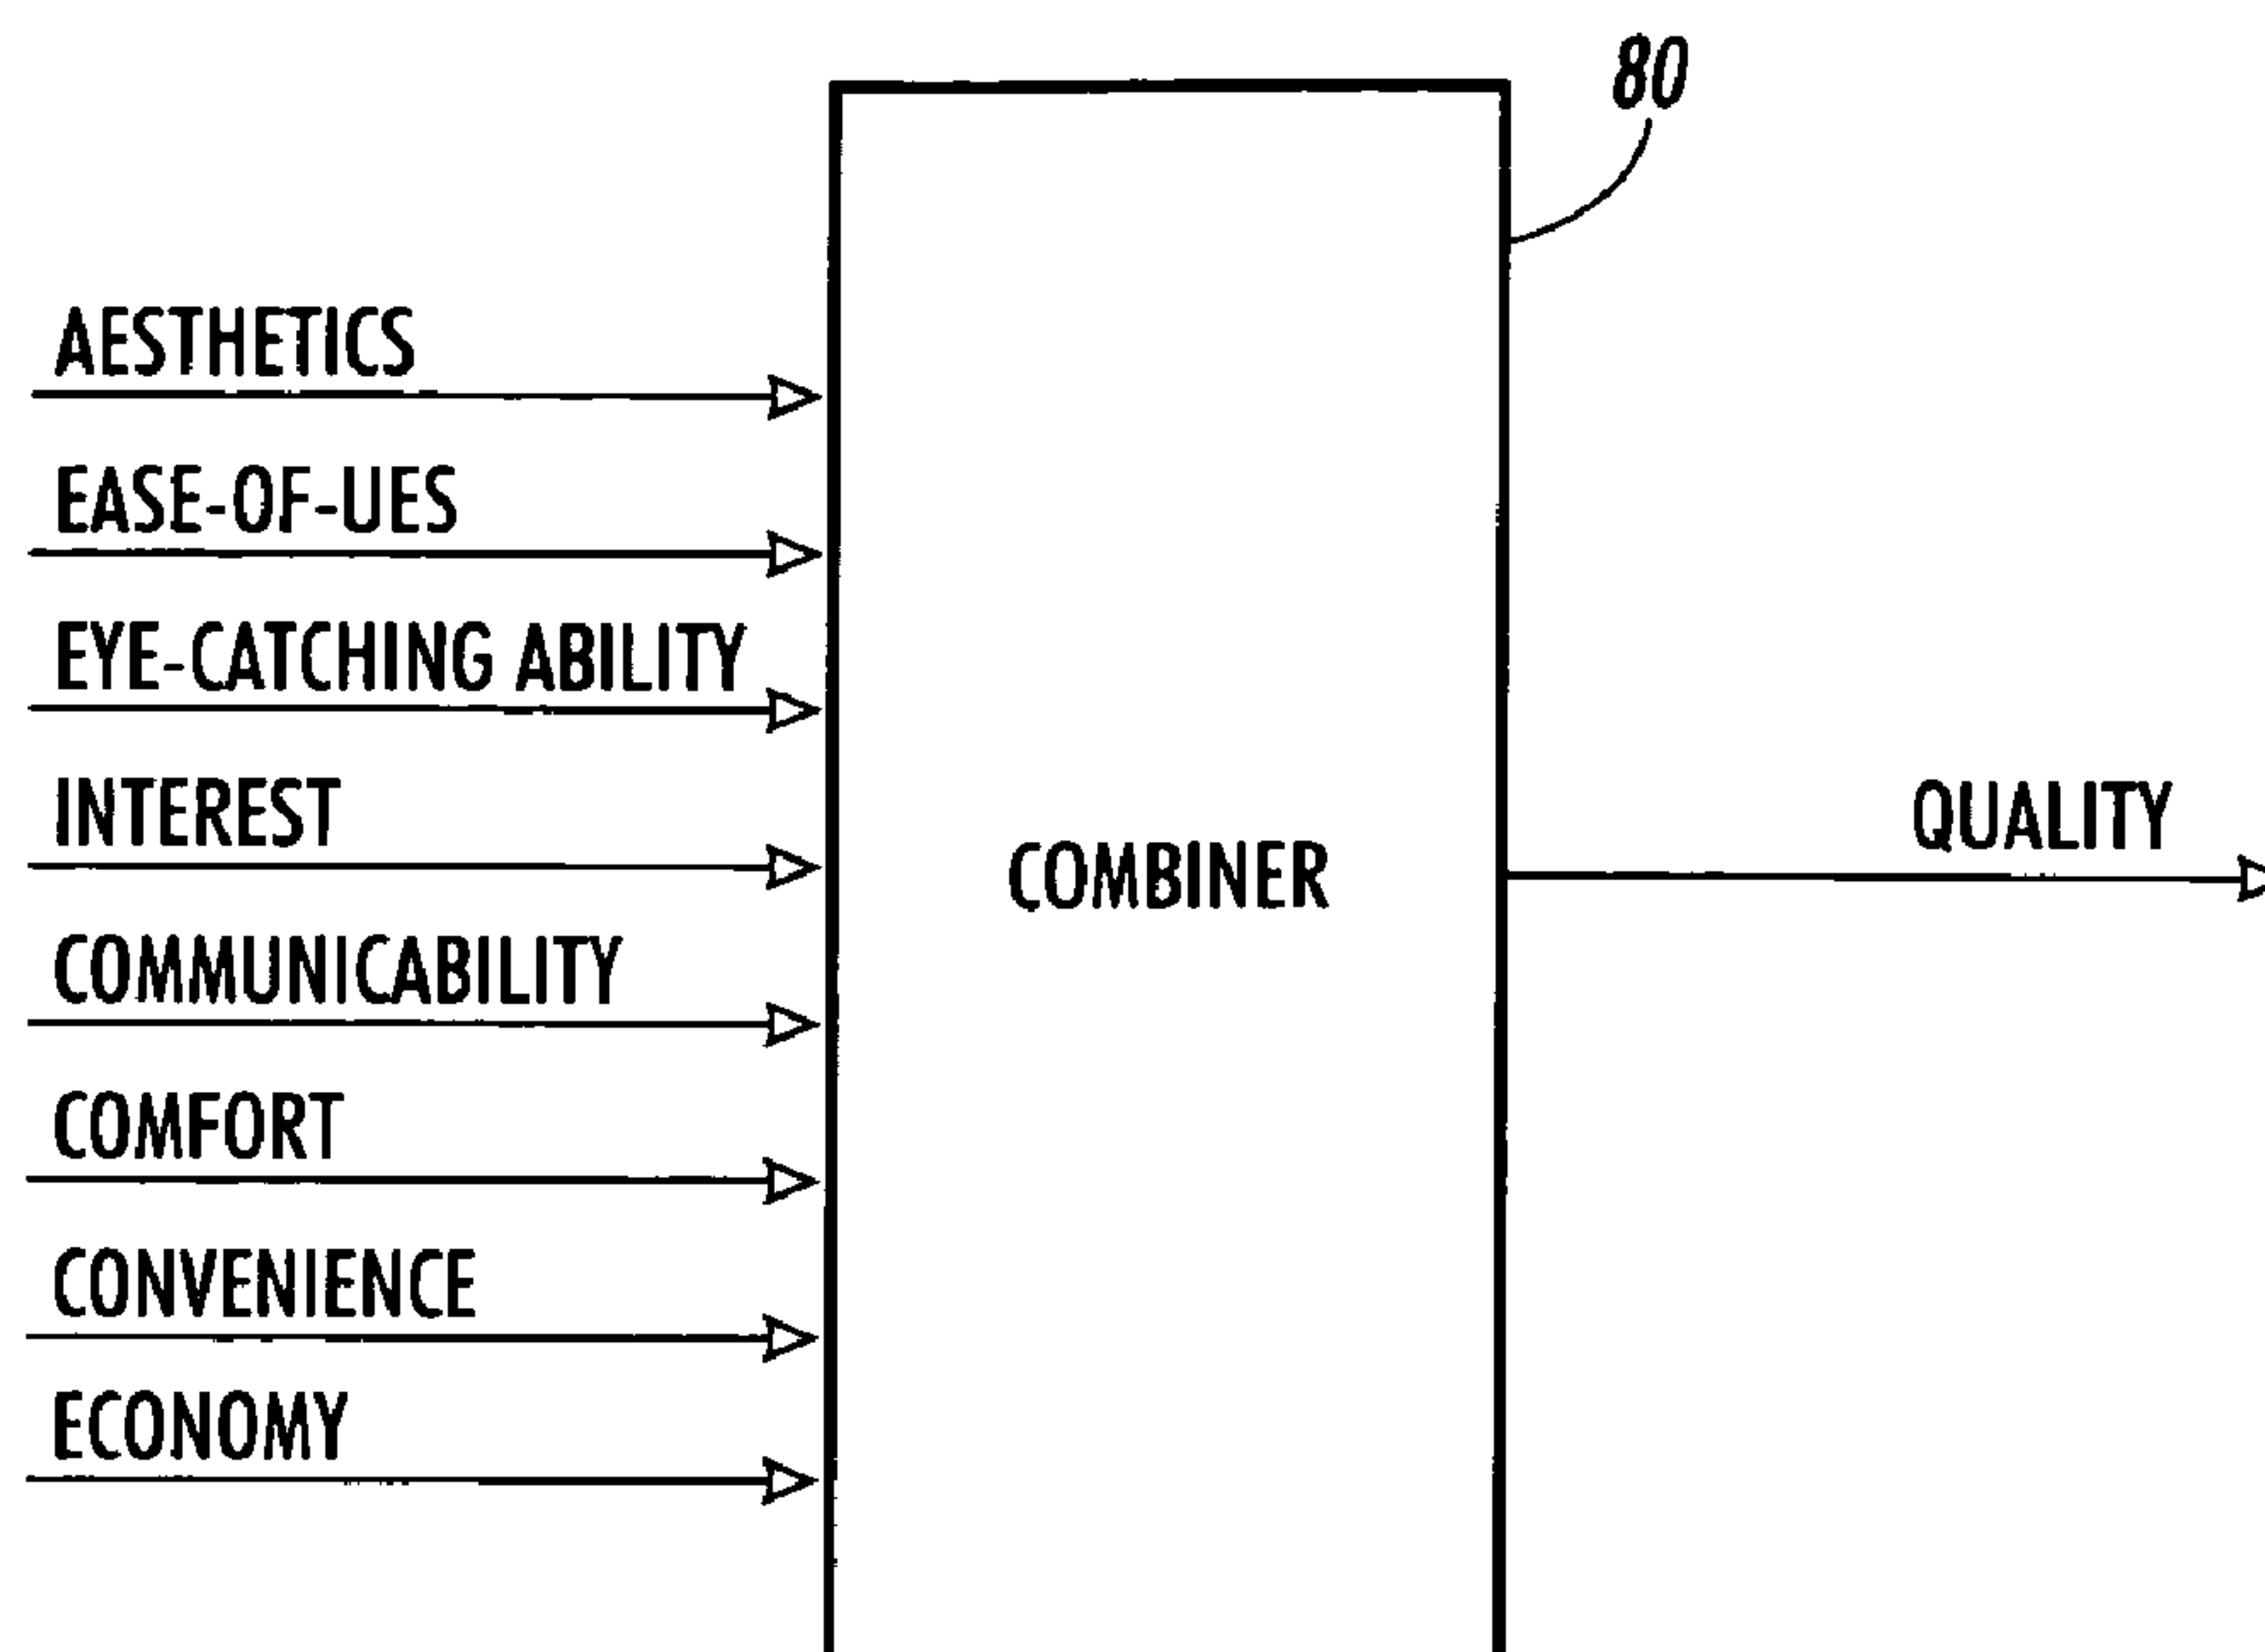 80
AESTHETICS
EASE-OF-UES
EYE-CATCHING ABILITY
INTEREST
QUALITY
COMBINER
COMMUNICABILITY
COMFORT
CONVENIENCE
ECONOMY